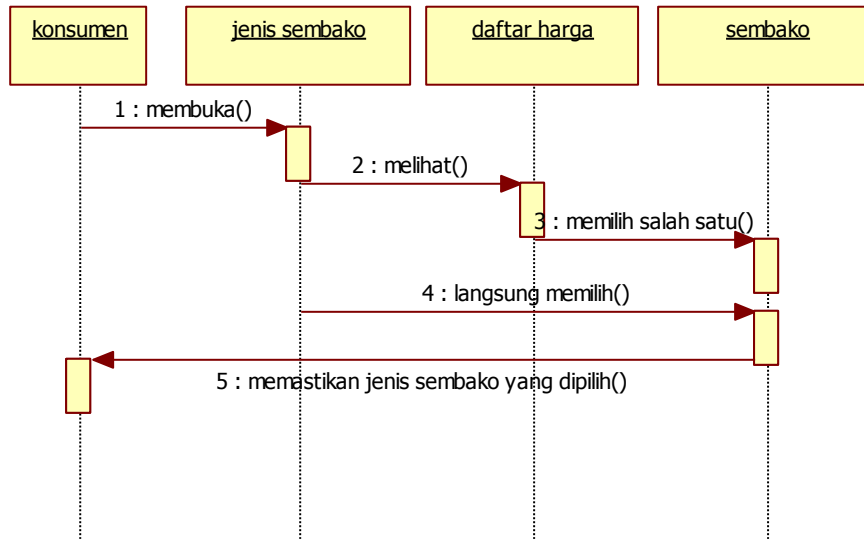 konsumen
jenis sembako
daftar harga
sembako
1 : membuka()
2 : melihat()
3 : memilih salah satu()
4 : langsung memilih()
5 : memastikan jenis sembako yang dipilih()